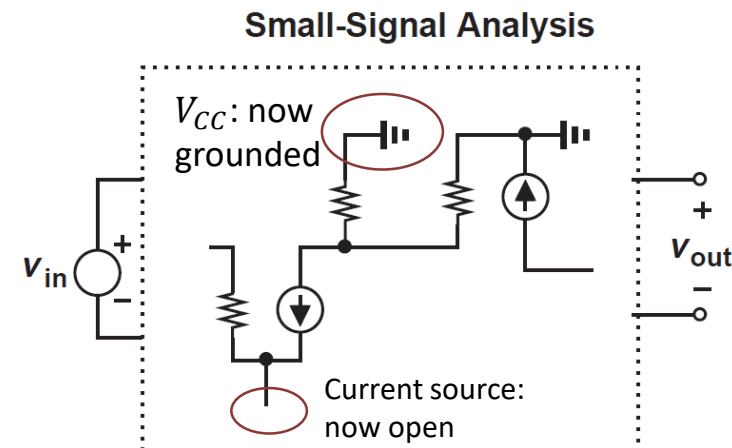 Small-Signal Analysis
V_CC: now
grounded
+
v_in
−
+
v_out
−
Current source:
now open